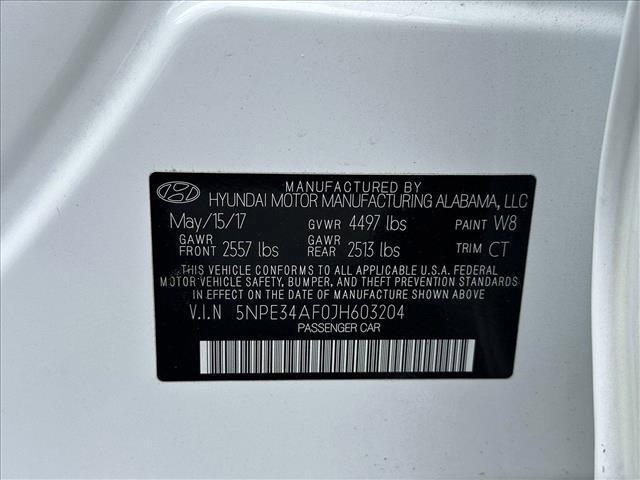 MANUFACTURED BY
HYUNDAI MOTOR MANUFACTURING ALABAMA, LLC
May/15/17 GVWR 4497 lbs PAINT W8
GAWR FRONT 2557 lbs GAWR REAR 2513 lbs TRIM CT
THIS VEHICLE CONFORMS TO ALL APPLICABLE U.S.A. FEDERAL
MOTOR VEHICLE SAFETY, BUMPER, AND THEFT PREVENTION STANDARDS
IN EFFECT ON THE DATE OF MANUFACTURE SHOWN ABOVE.
V.I.N 5NPE34AF0JH603204
PASSENGER CAR